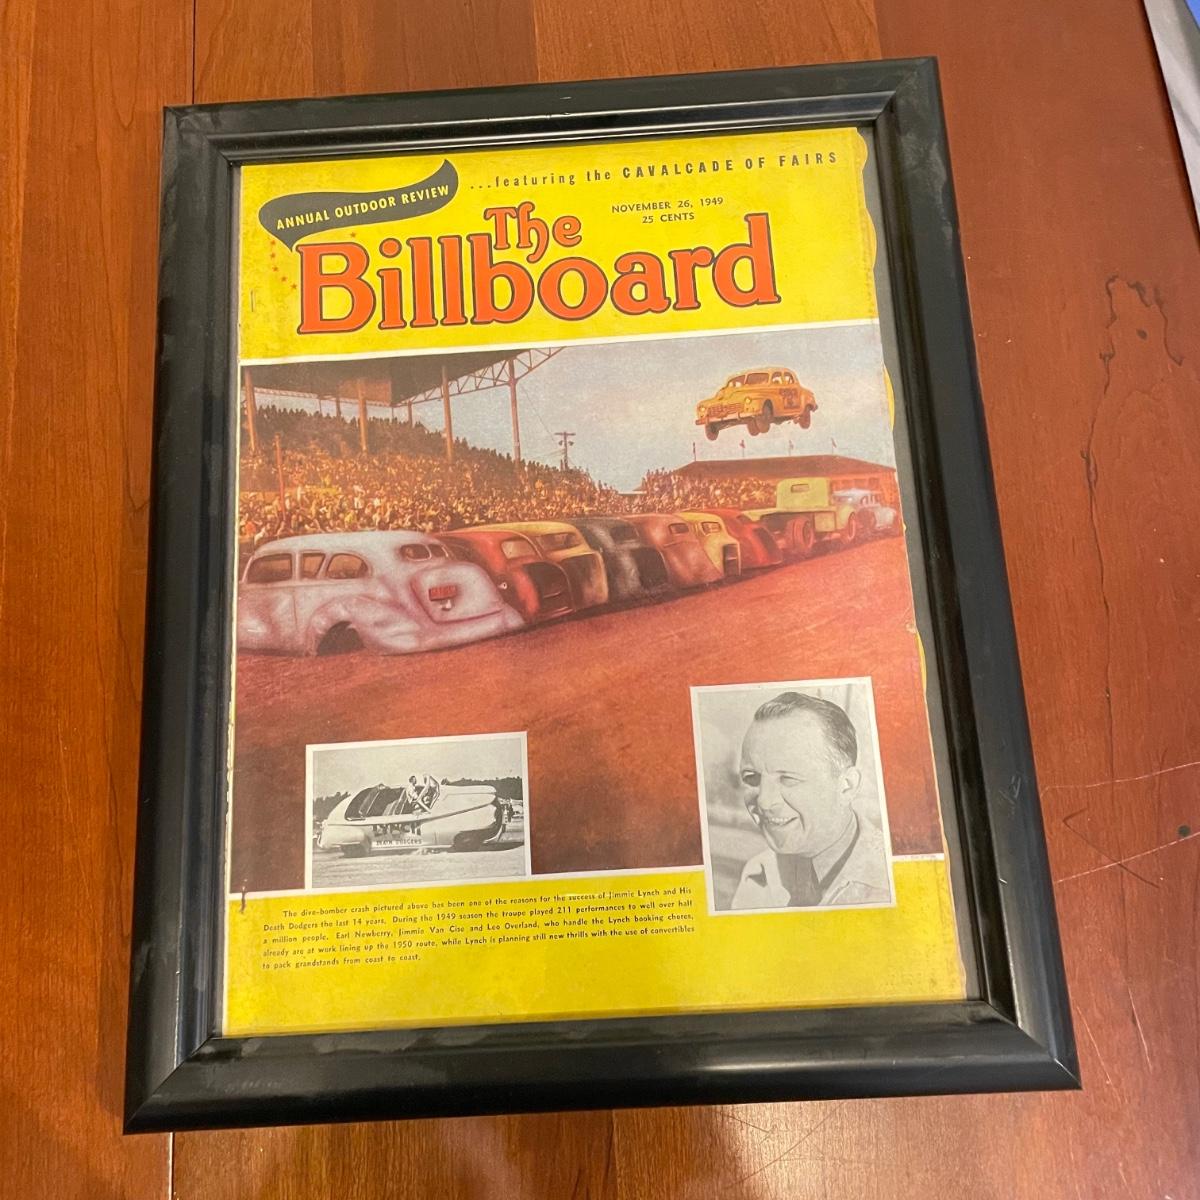 ANNUAL OUTDOOR REVIEW
...featuring the CAVALCADE OF FAIRS
NOVEMBER 26, 1949
25 CENTS
The
Billboard
DEATH DODGERS
The dive-bomber crash pictured above has been one of the reasons for the success of Jimmie Lynch and His
Death Dodgers the last 14 years. During the 1949 season the troupe played 211 performances to well over half
a million people. Earl Newberry, Jimmie Van Cise and Leo Overland, who handle the Lynch booking chores,
already are at work lining up the 1950 route, while Lynch is planning still new thrills with the use of convertibles
to pack grandstands from coast to coast.